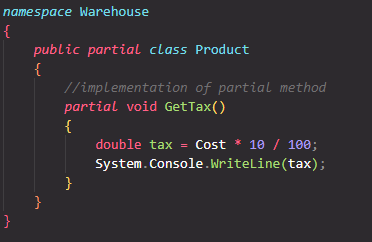 namespace Warehouse
{
    public partial class Product
    {
        //implementation of partial method
        partial void GetTax()
        {
            double tax = Cost * 10 / 100;
            System.Console.WriteLine(tax);
        }
    }
}